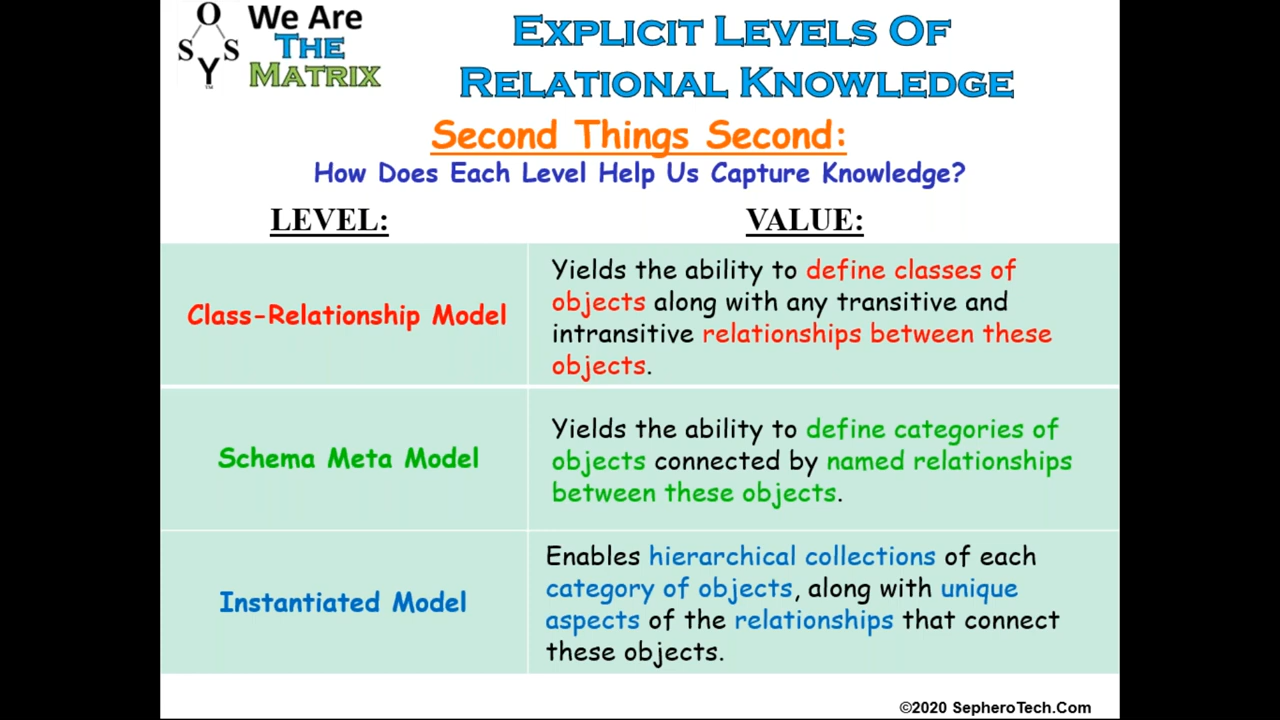 O
S S
Y
™
We Are
THE
MATRIX
EXPLICIT LEVELS OF
RELATIONAL KNOWLEDGE
Second Things Second:
How Does Each Level Help Us Capture Knowledge?
LEVEL:
VALUE:
Class-Relationship Model
Yields the ability to define classes of
objects along with any transitive and
intransitive relationships between these
objects.
Schema Meta Model
Yields the ability to define categories of
objects connected by named relationships
between these objects.
Instantiated Model
Enables hierarchical collections of each
category of objects, along with unique
aspects of the relationships that connect
these objects.
©2020 SepheroTech.Com